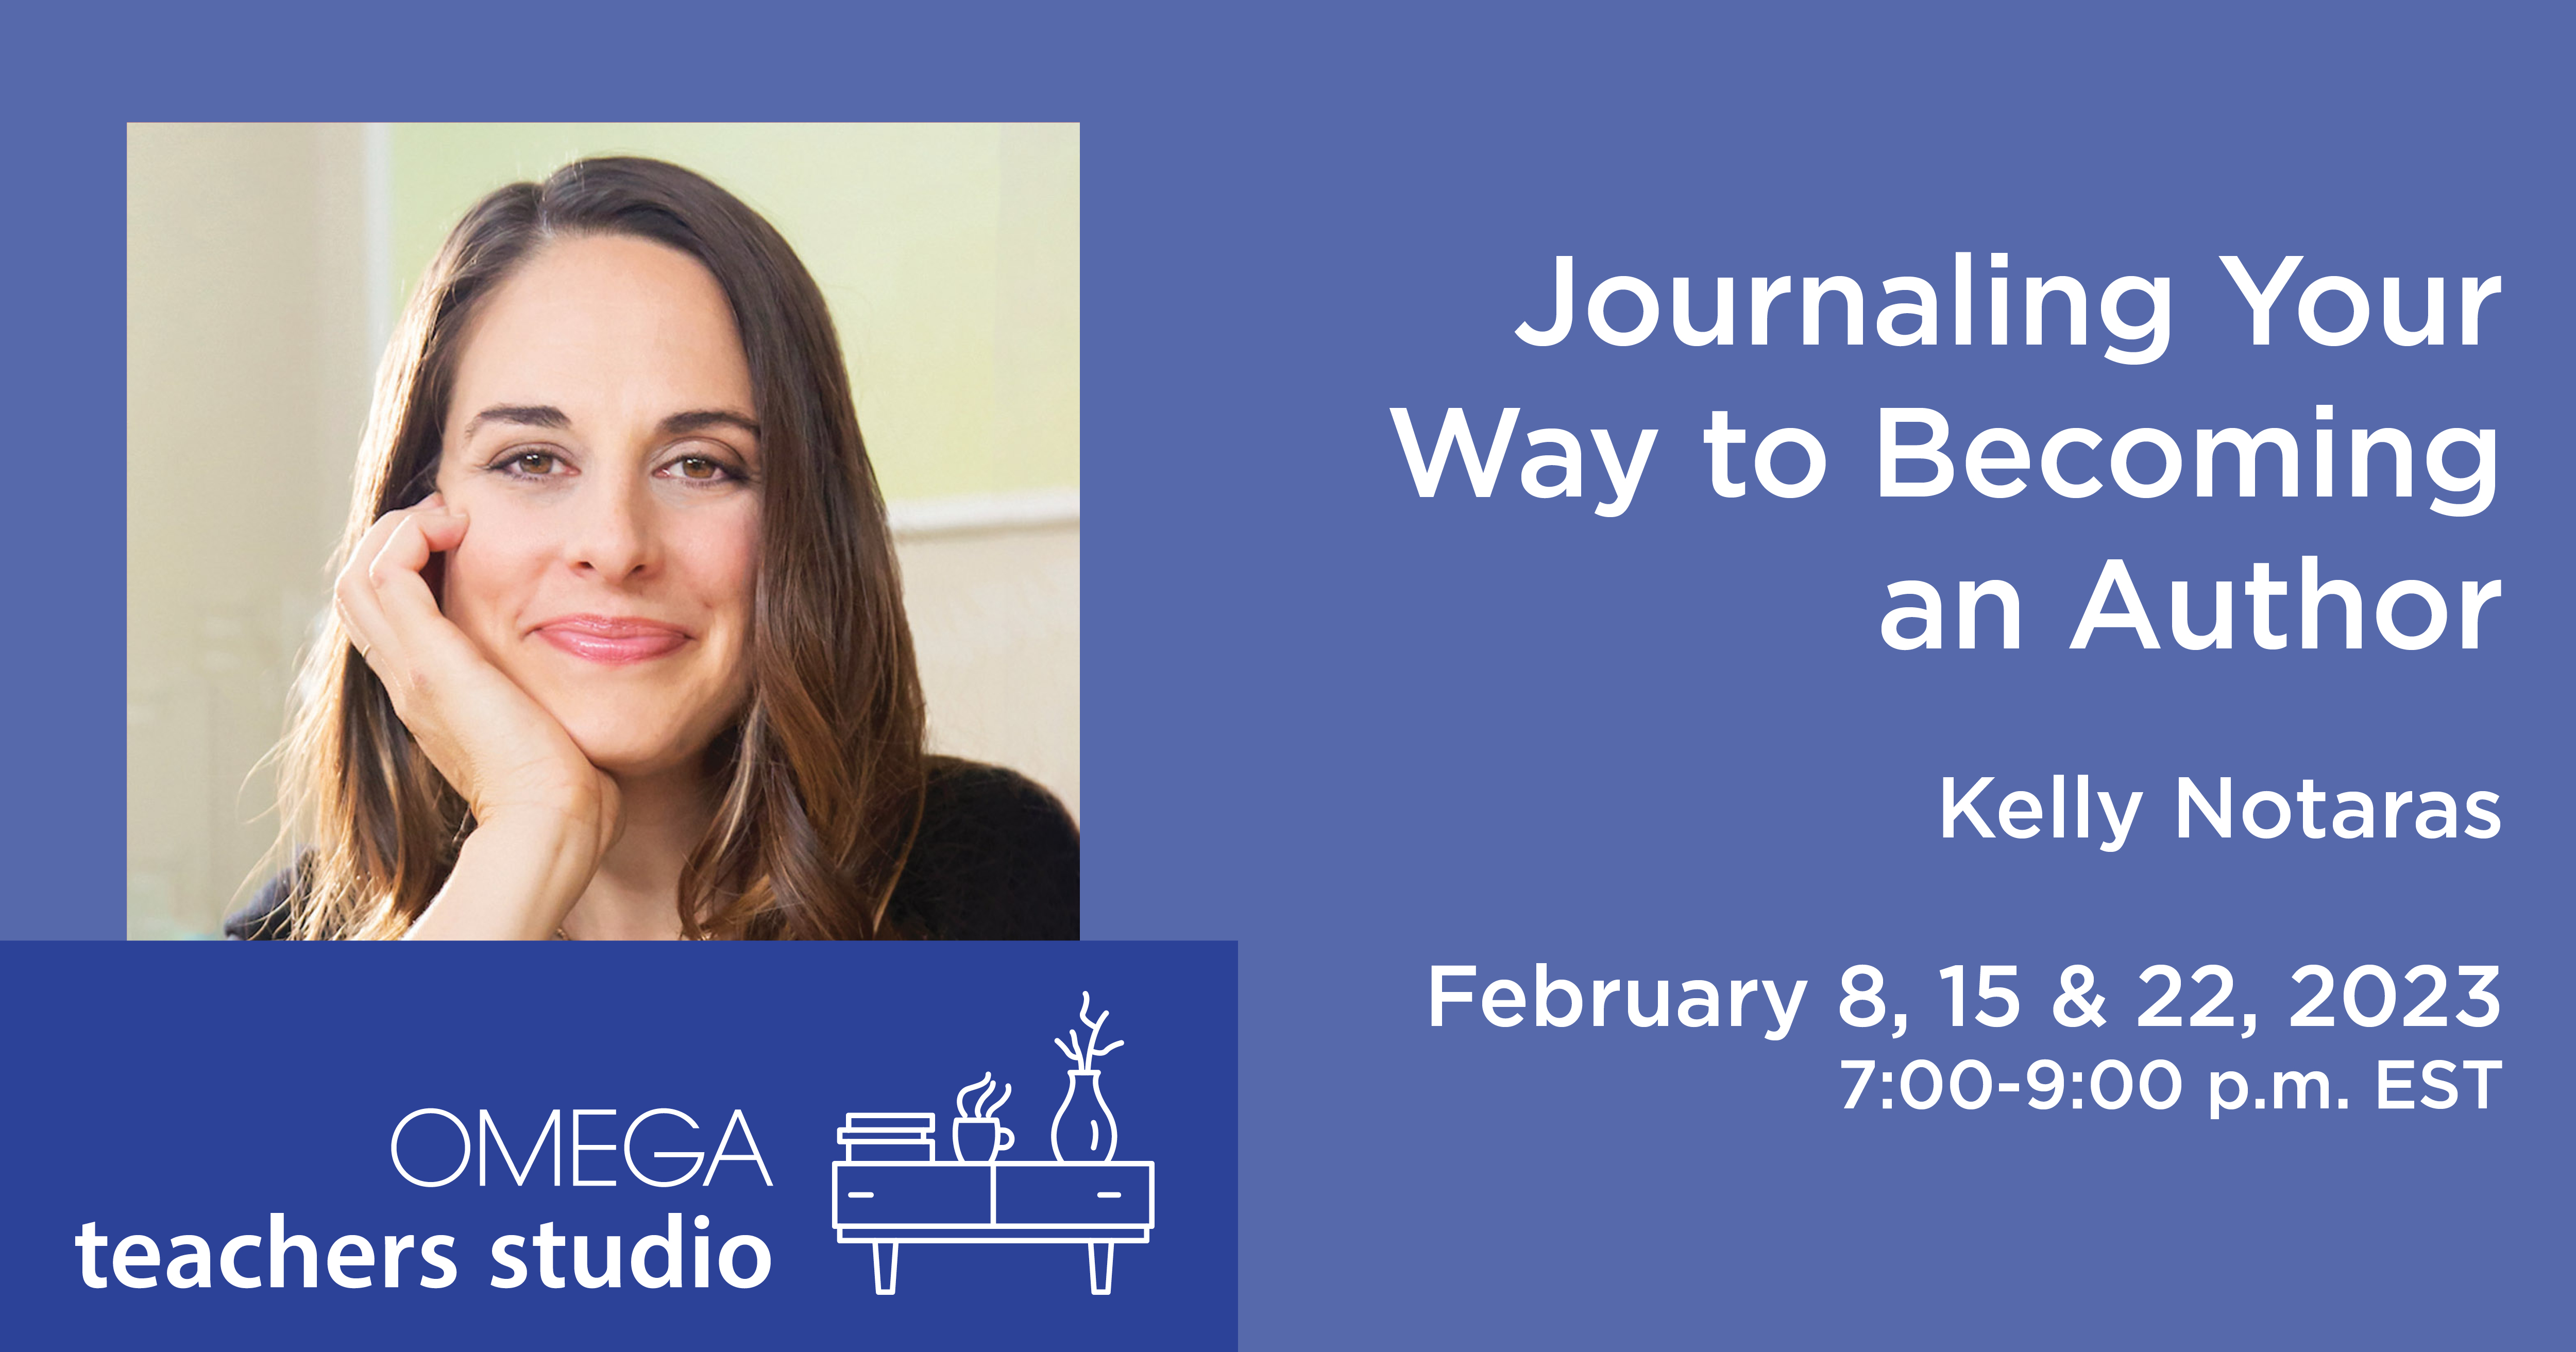 Journaling Your
Way to Becoming
an Author
Kelly Notaras
February 8, 15 & 22, 2023
7:00-9:00 p.m. EST
OMEGA
teachers studio